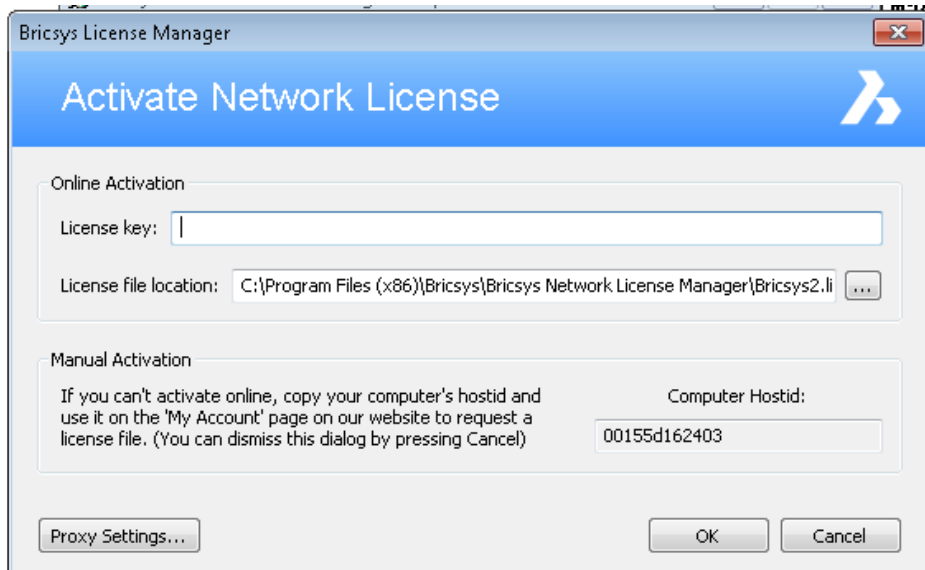 Bricsys License Manager
Activate Network License
Online Activation
License key:
License file location: C:\Program Files (x86)\Bricsys\Bricsys Network License Manager\Bricsys2.li ...
Manual Activation
If you can't activate online, copy your computer's hostid and
use it on the 'My Account' page on our website to request a
license file. (You can dismiss this dialog by pressing Cancel)
Computer Hostid:
00155d162403
Proxy Settings... OK Cancel